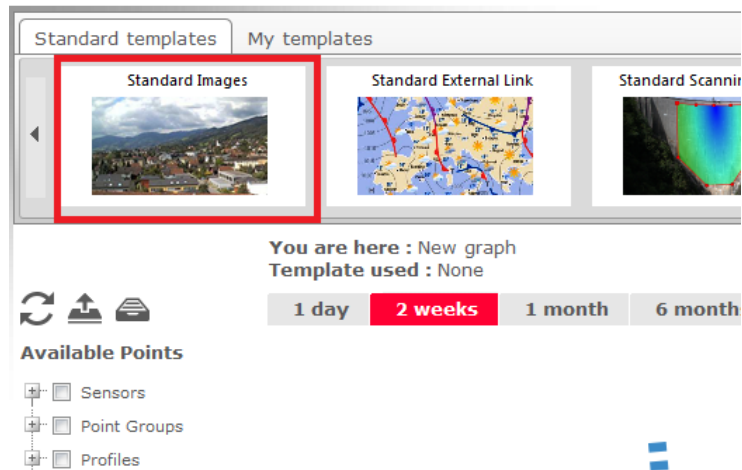 Standard templates My templates
Standard Images Standard External Link Standard Scannin
You are here : New graph
Template used : None
1 day 2 weeks 1 month 6 months
Available Points
Sensors
Point Groups
Profiles